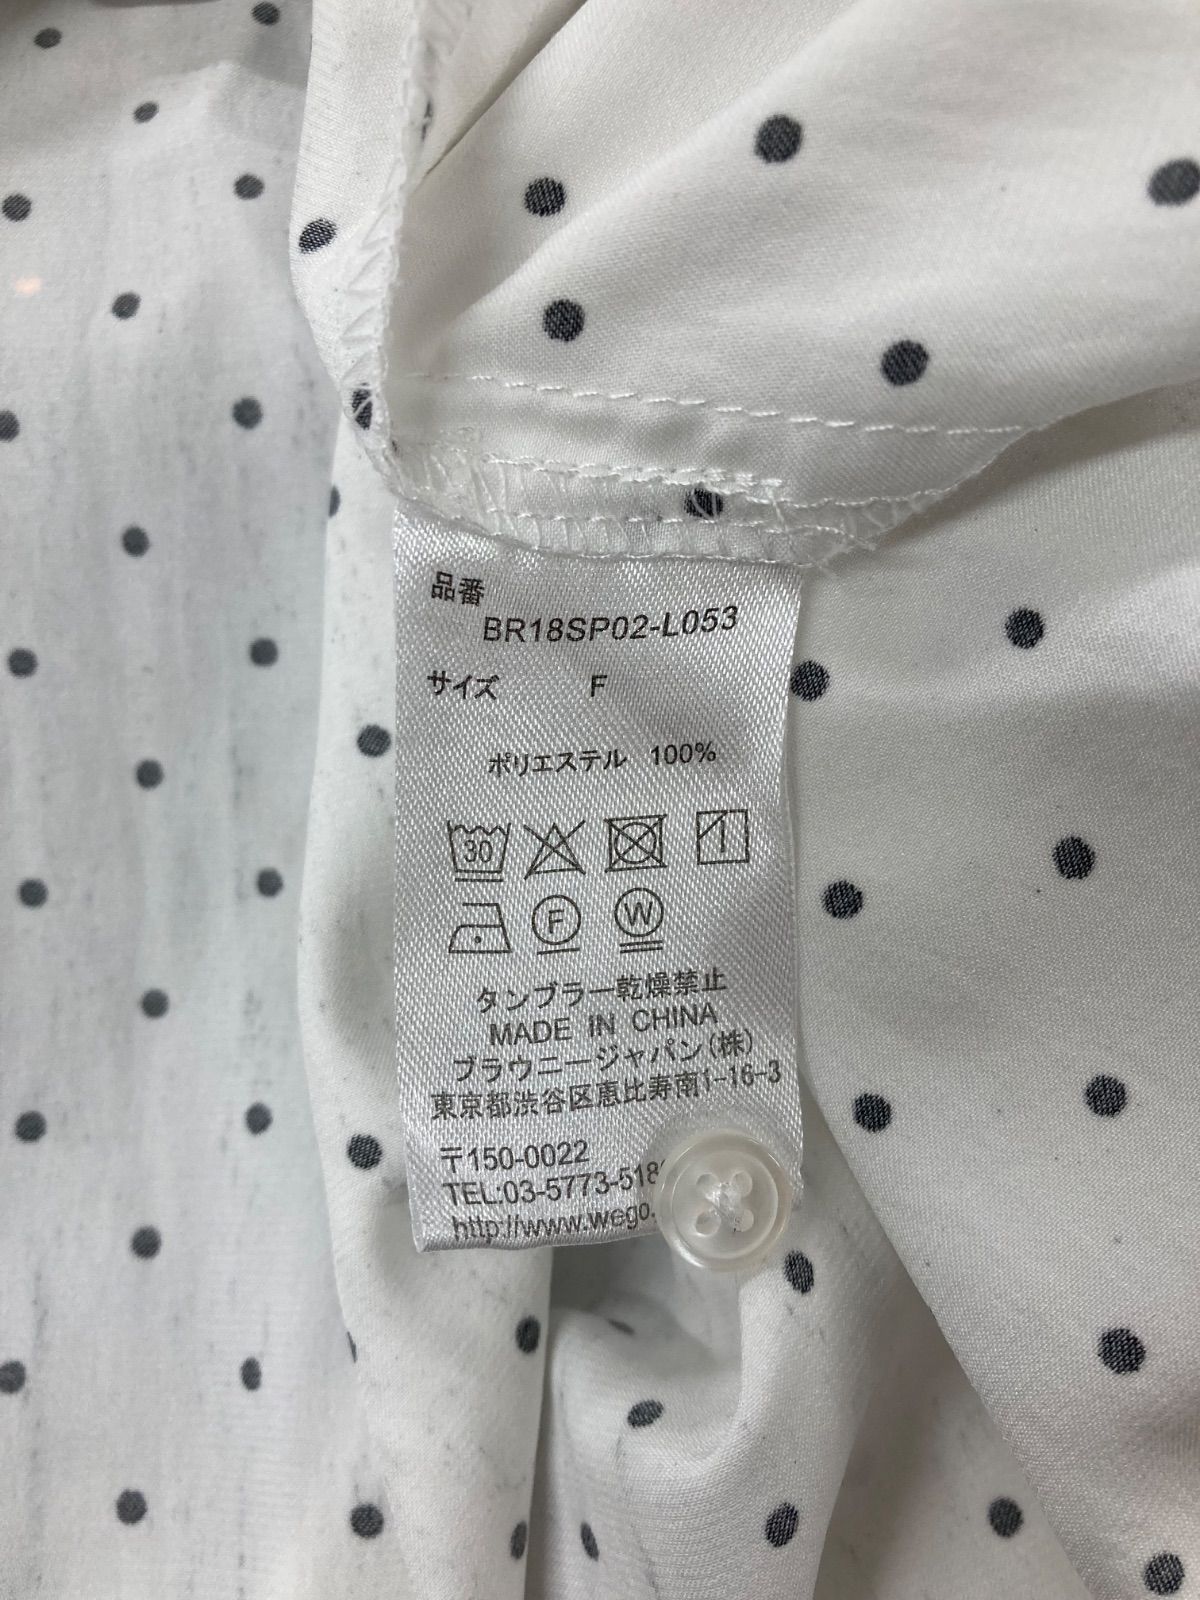 品番
BR18SP02-L053
サイズ F
ポリエステル 100%
30
1
F W
タンブラー乾燥禁止
MADE IN CHINA
ブラウニージャパン(株)
東京都渋谷区恵比寿南1-16-3
〒150-0022
TEL:03-5773-518
http://www.wego.